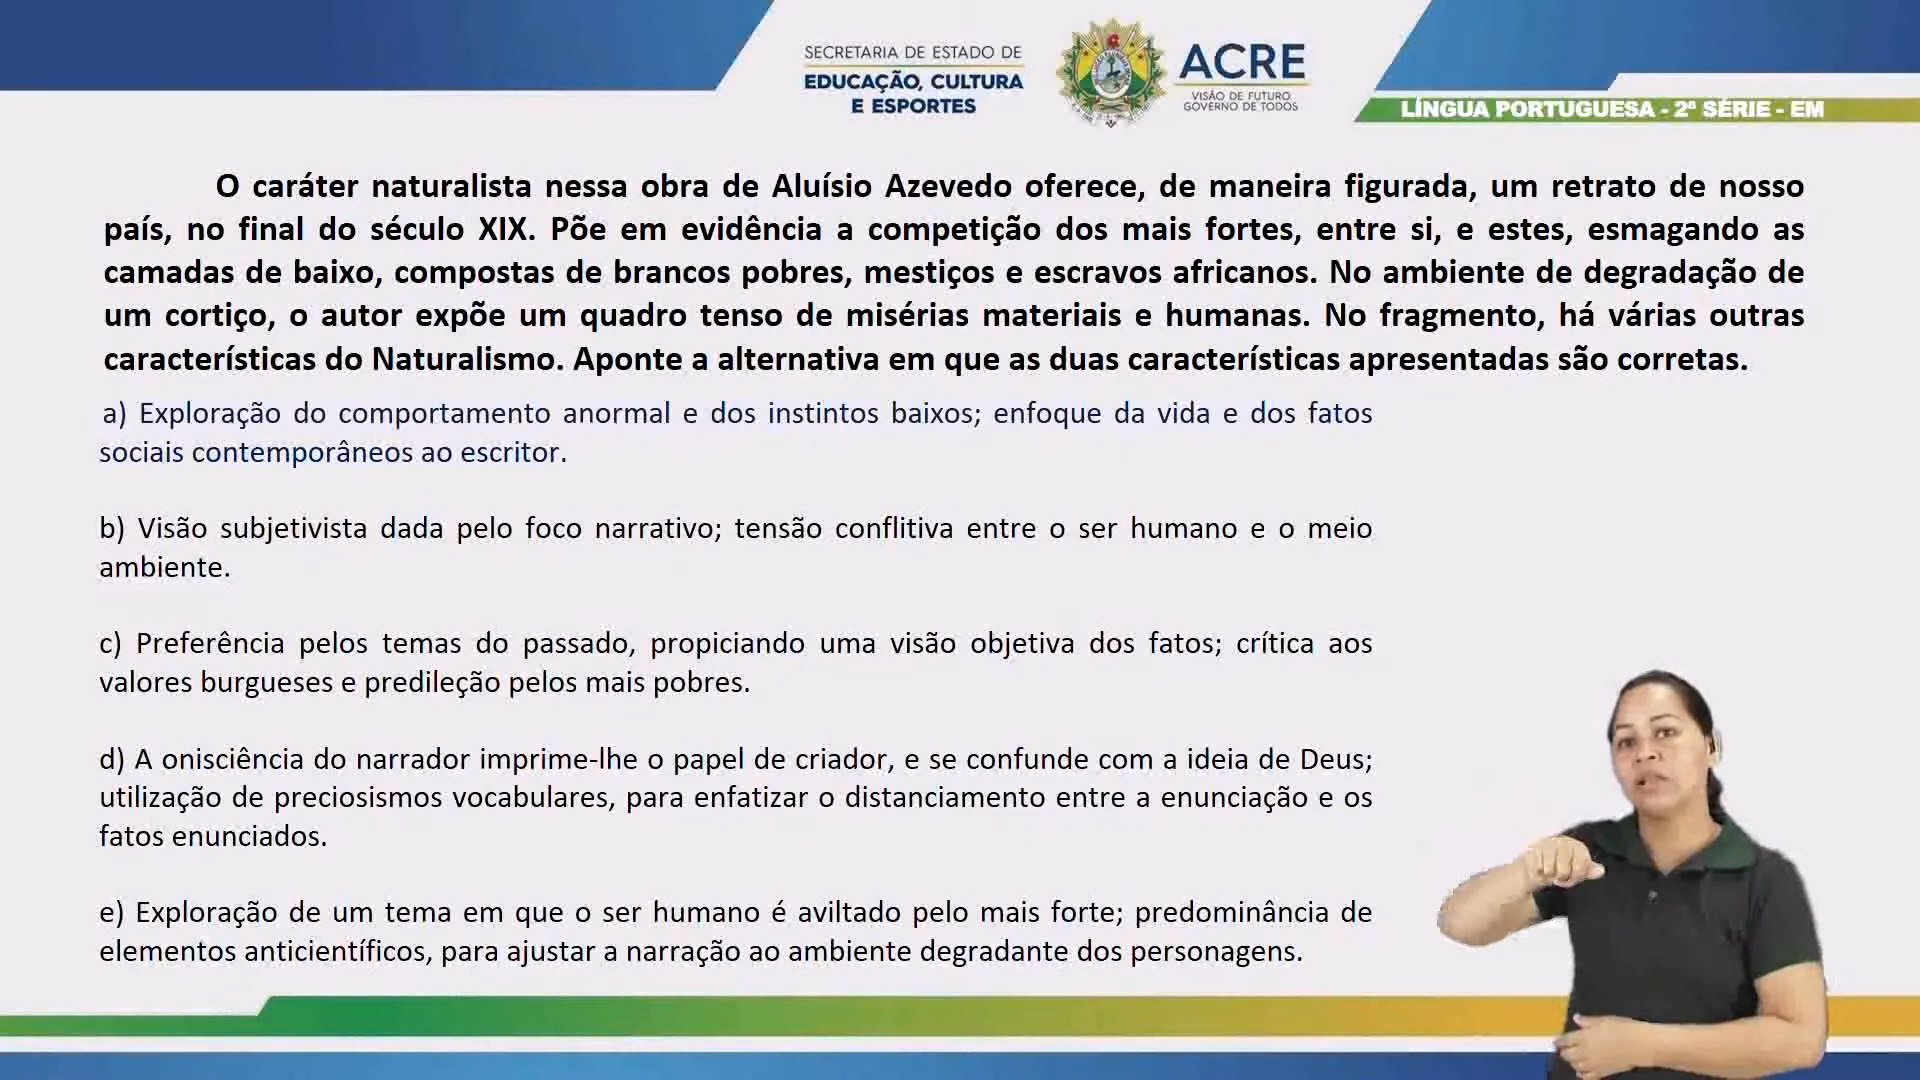 SECRETARIA DE ESTADO DE
EDUCAÇÃO, CULTURA
E ESPORTES
ACRE
VISÃO DE FUTURO,
GOVERNO DE TODOS
LÍNGUA PORTUGUESA - 2ª SÉRIE - EM
O caráter naturalista nessa obra de Aluísio Azevedo oferece, de maneira figurada, um retrato de nosso
país, no final do século XIX. Põe em evidência a competição dos mais fortes, entre si, e estes, esmagando as
camadas de baixo, compostas de brancos pobres, mestiços e escravos africanos. No ambiente de degradação de
um cortiço, o autor expõe um quadro tenso de misérias materiais e humanas. No fragmento, há várias outras
características do Naturalismo. Aponte a alternativa em que as duas características apresentadas são corretas.
a) Exploração do comportamento anormal e dos instintos baixos; enfoque da vida e dos fatos
sociais contemporâneos ao escritor.
b) Visão subjetivista dada pelo foco narrativo; tensão conflitiva entre o ser humano e o meio
ambiente.
c) Preferência pelos temas do passado, propiciando uma visão objetiva dos fatos; crítica aos
valores burgueses e predileção pelos mais pobres.
d) A onisciência do narrador imprime-lhe o papel de criador, e se confunde com a ideia de Deus;
utilização de preciosismos vocabulares, para enfatizar o distanciamento entre a enunciação e os
fatos enunciados.
e) Exploração de um tema em que o ser humano é aviltado pelo mais forte; predominância de
elementos anticientíficos, para ajustar a narração ao ambiente degradante dos personagens.